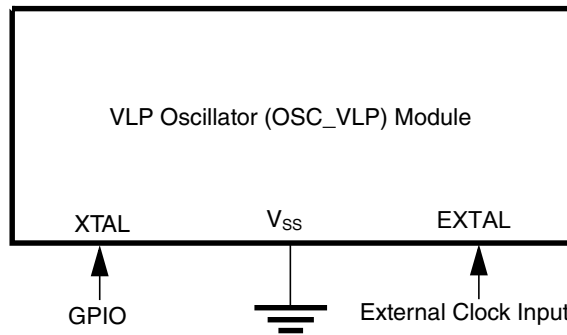 VLP Oscillator (OSC_VLP) Module
XTAL VSS EXTAL
GPIO External Clock Input